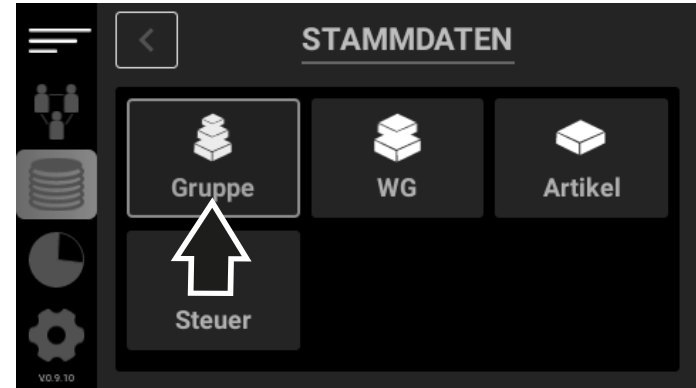 STAMMDATEN
Gruppe
WG
Artikel
Steuer
V0.9.10